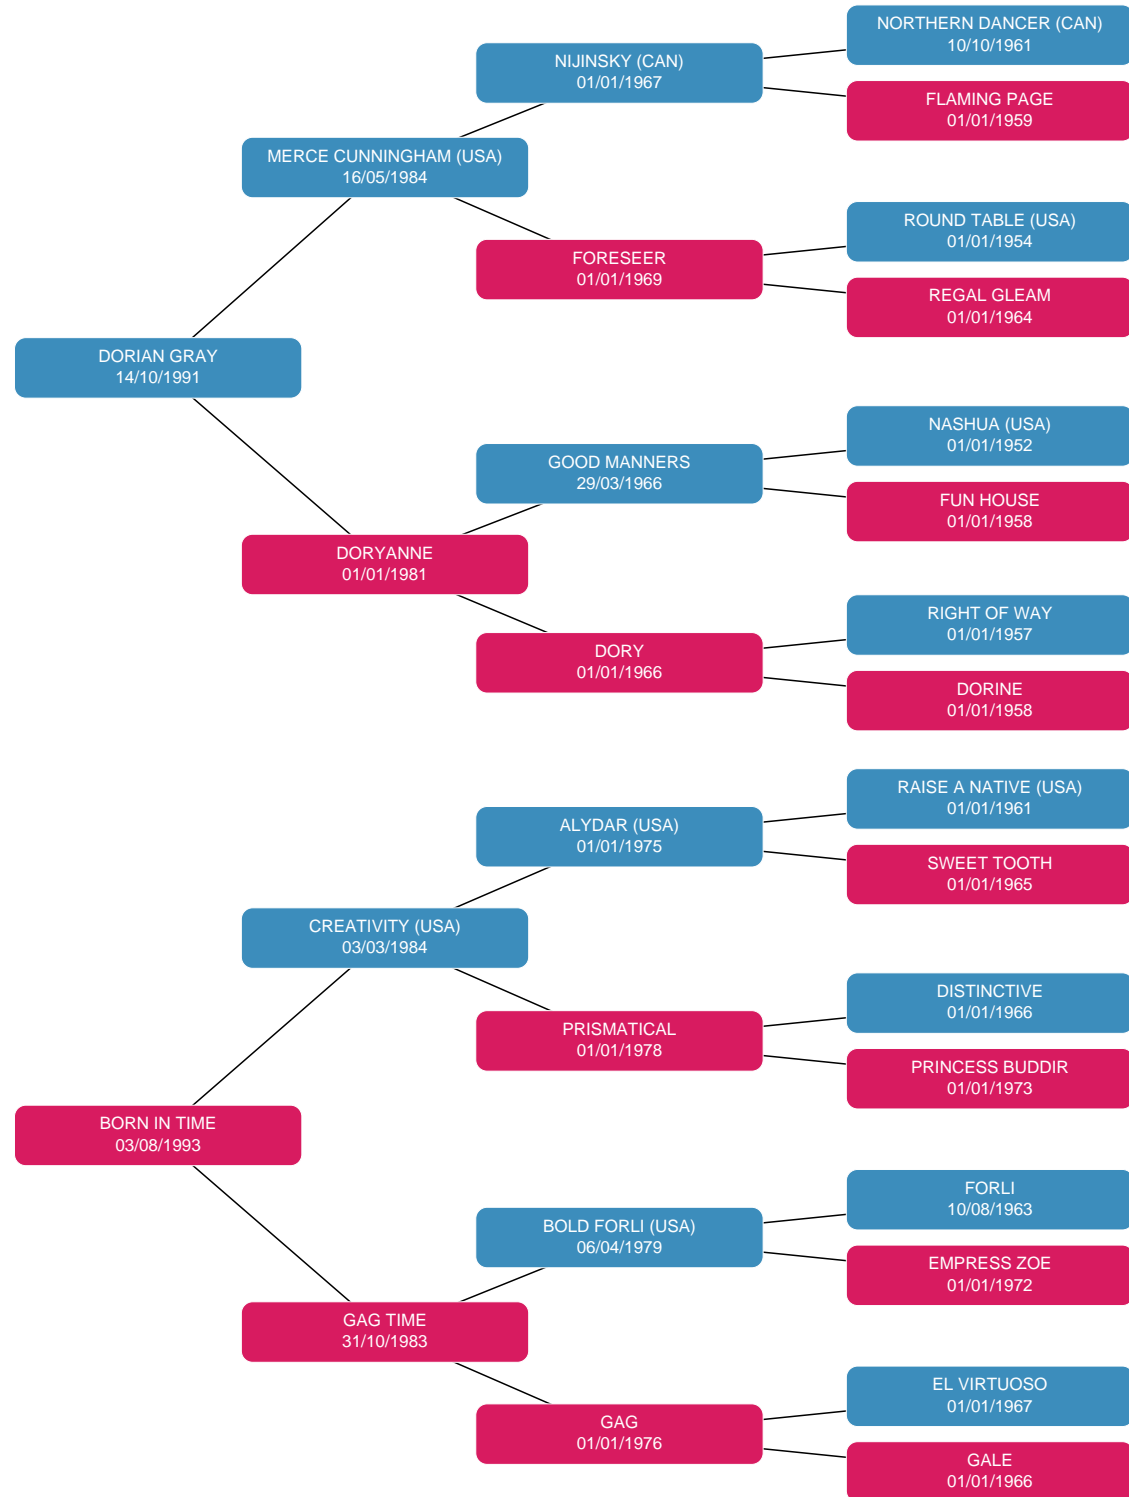 NORTHERN DANCER (CAN)
10/10/1961
NIJINSKY (CAN)
01/01/1967
FLAMING PAGE
01/01/1959
MERCE CUNNINGHAM (USA)
16/05/1984
ROUND TABLE (USA)
01/01/1954
FORESEER
01/01/1969
REGAL GLEAM
01/01/1964
DORIAN GRAY
14/10/1991
NASHUA (USA)
01/01/1952
GOOD MANNERS
29/03/1966
FUN HOUSE
01/01/1958
DORYANNE
01/01/1981
RIGHT OF WAY
01/01/1957
DORY
01/01/1966
DORINE
01/01/1958
RAISE A NATIVE (USA)
01/01/1961
ALYDAR (USA)
01/01/1975
SWEET TOOTH
01/01/1965
CREATIVITY (USA)
03/03/1984
DISTINCTIVE
01/01/1966
PRISMATICAL
01/01/1978
PRINCESS BUDDIR
01/01/1973
BORN IN TIME
03/08/1993
FORLI
10/08/1963
BOLD FORLI (USA)
06/04/1979
EMPRESS ZOE
01/01/1972
GAG TIME
31/10/1983
EL VIRTUOSO
01/01/1967
GAG
01/01/1976
GALE
01/01/1966